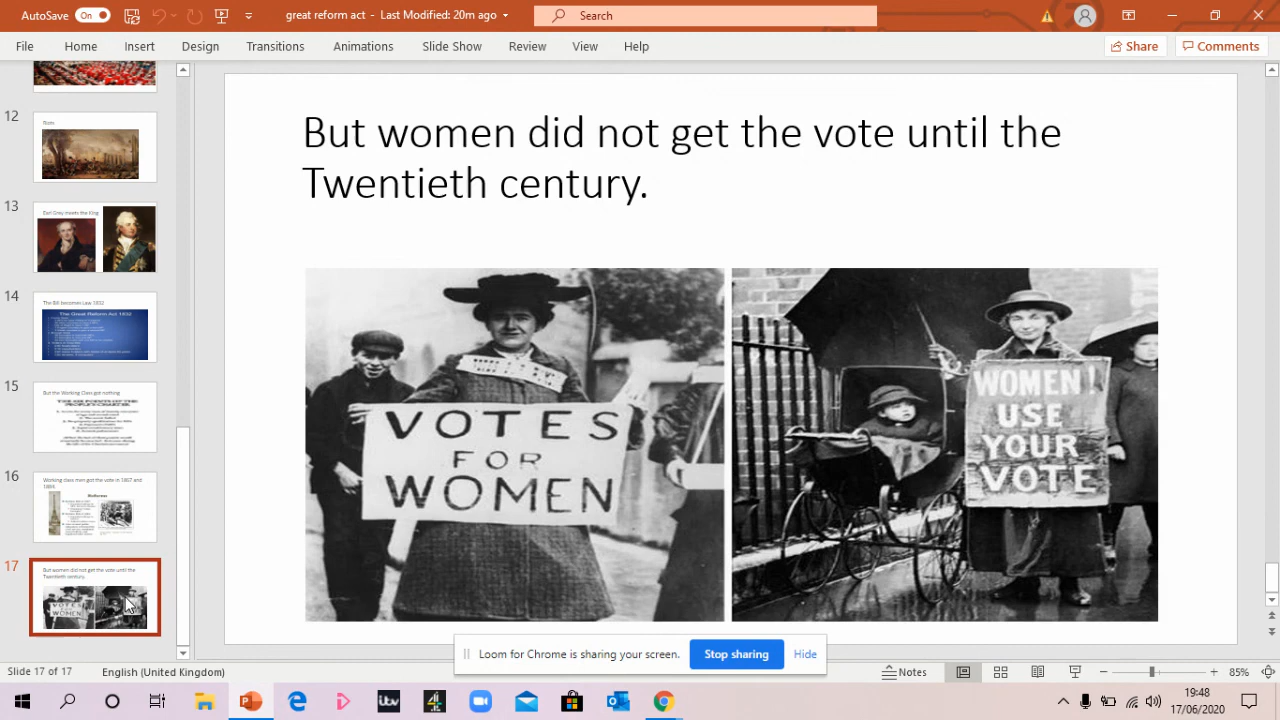 AutoSave On great reform act - Last Modified: 20m ago Search
File Home Insert Design Transitions Animations Slide Show Review View Help Share Comments
12
13
Earl Grey meets the King
14
The Bill becomes Law 1832
The Great Reform Act 1832
15
But the Working Class got nothing
16
Working class men got the vote in 1867 and
1884.
17
But women did not get the vote until the
Twentieth century.
VOTES
WOMEN
But women did not get the vote until the
Twentieth century.
VOTES
FOR
WOMEN
WOMEN!
USE
YOUR
VOTE
Loom for Chrome is sharing your screen. Stop sharing Hide
Slide 17 of 17 English (United Kingdom) Notes 85%
itv 4
19:48
17/06/2020